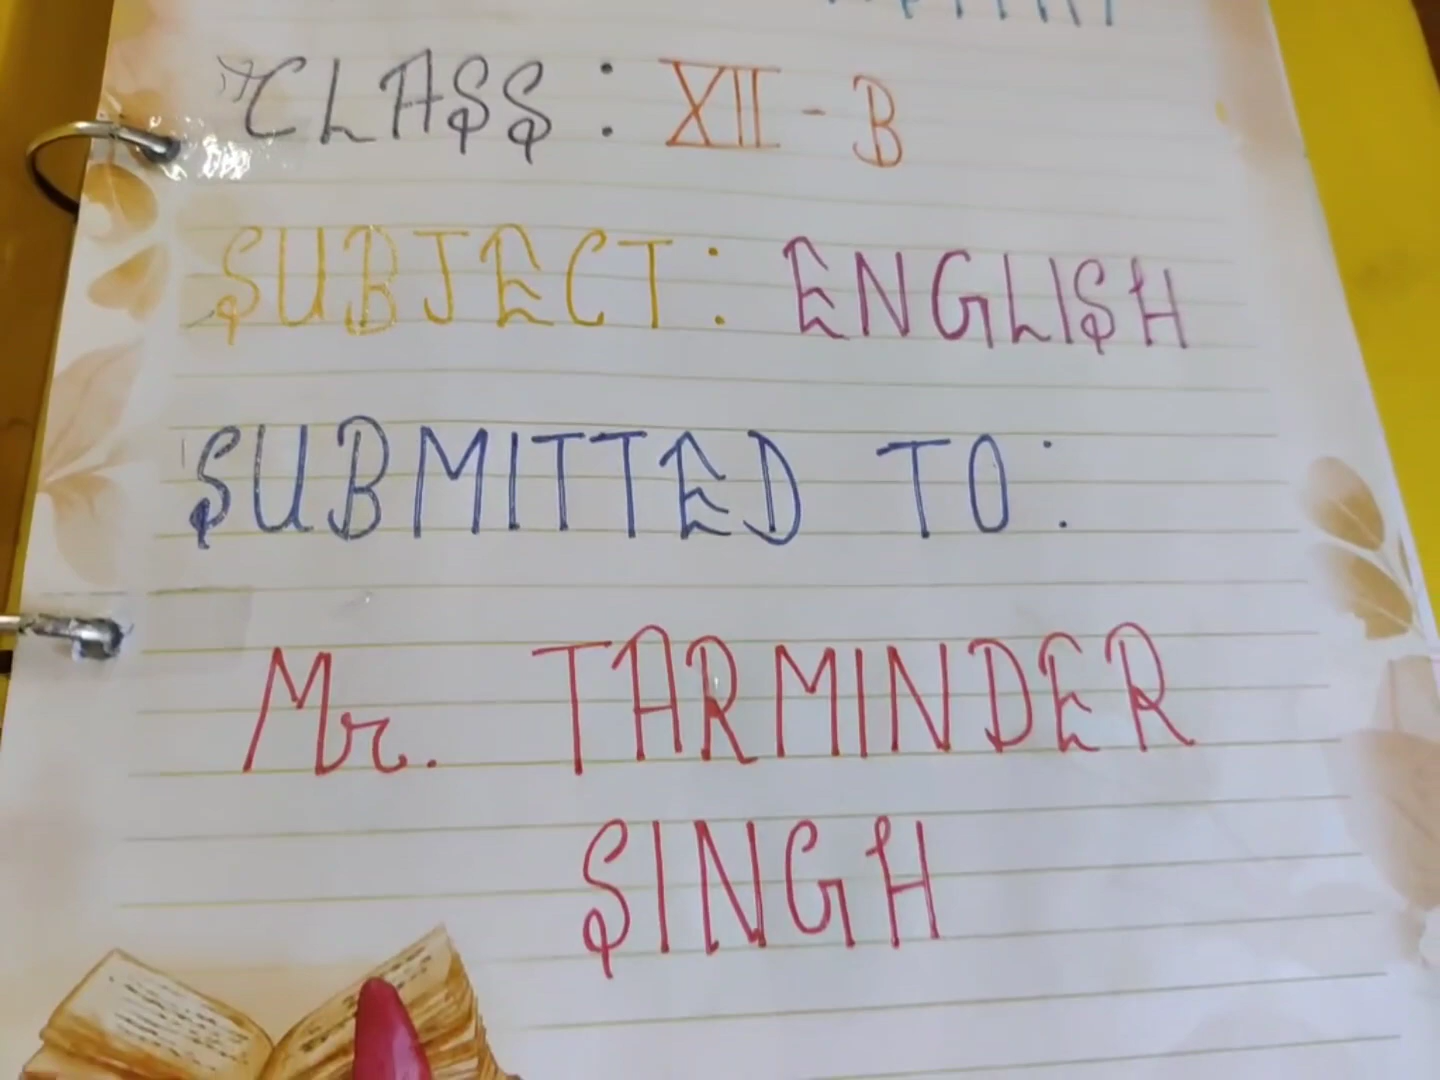 CLASS : XII - B
SUBJECT : ENGLISH
SUBMITTED TO :
Mr. TARMINDER
SINGH